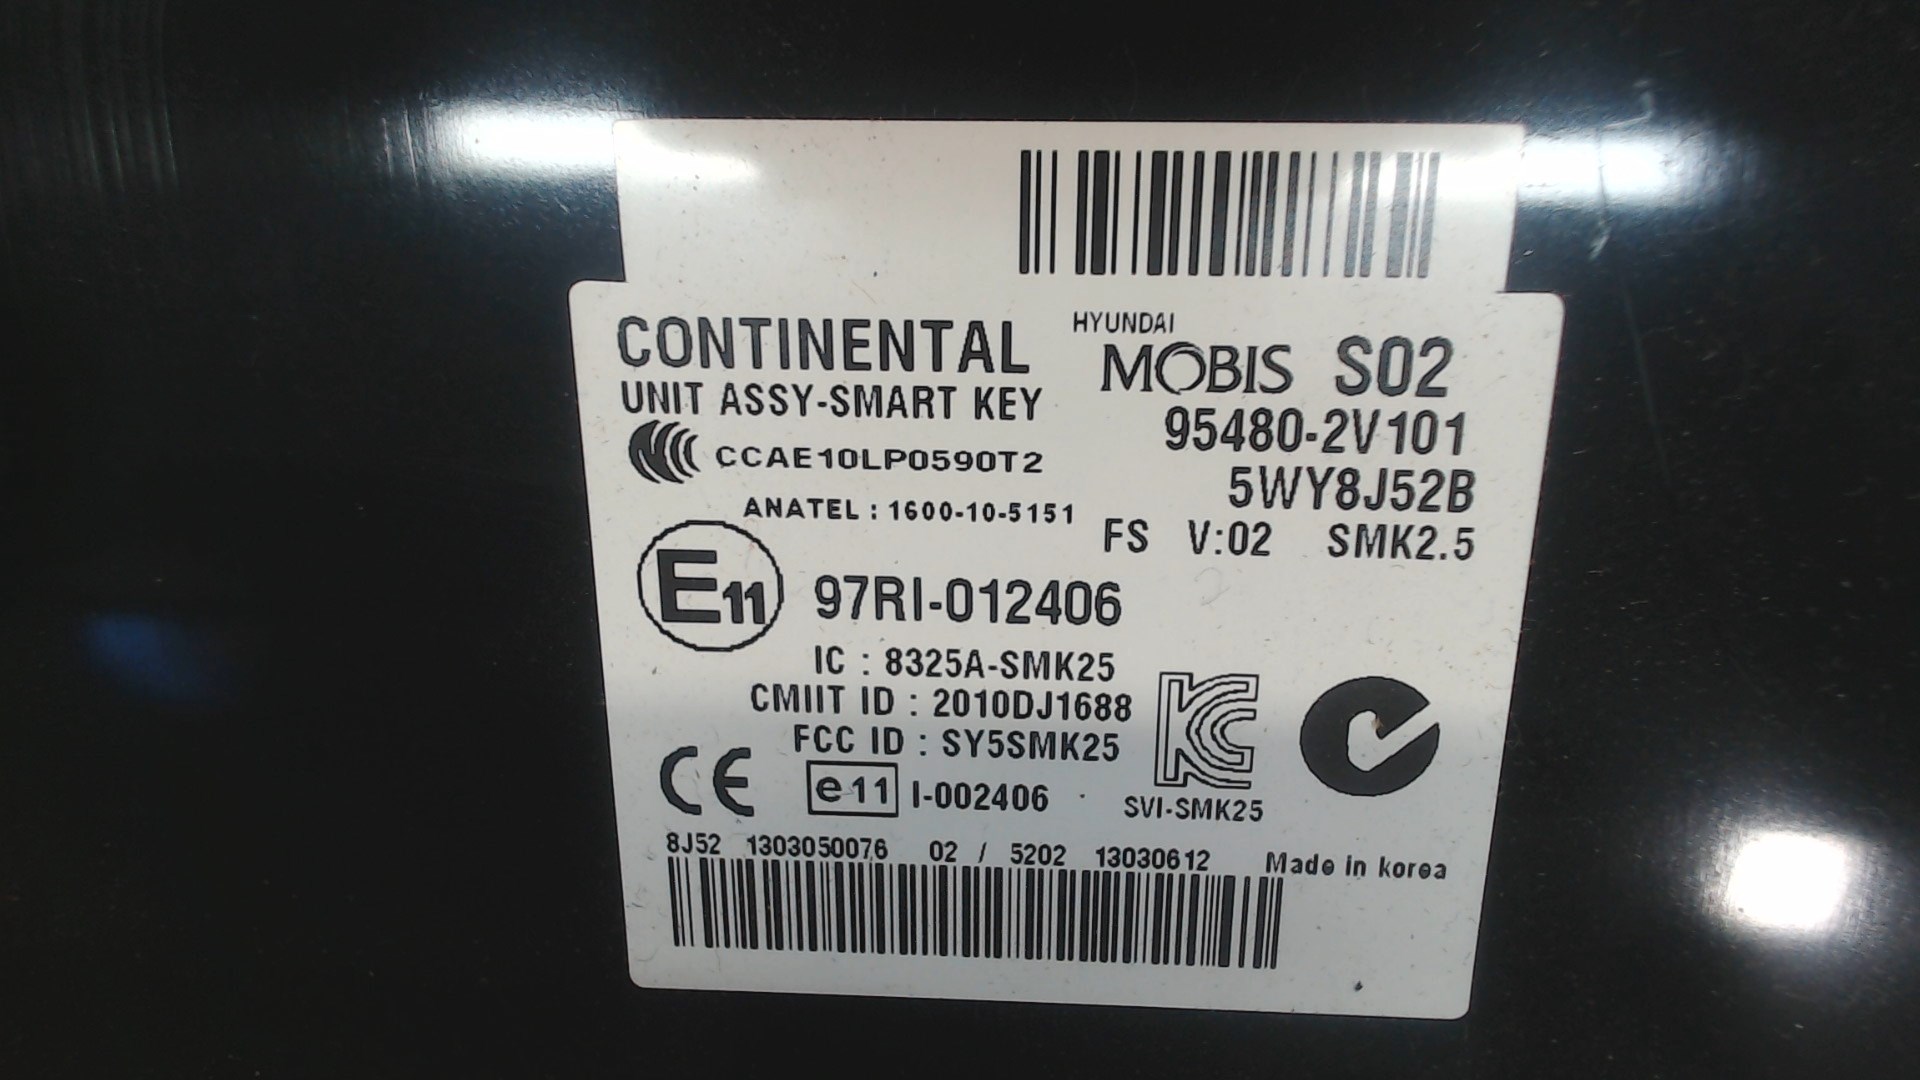 CONTINENTAL
HYUNDAI
MOBIS S02
UNIT ASSY-SMART KEY
95480-2V101
CCAE10LP0590T2
5WY8J52B
ANATEL : 1600-10-5151
FS V:02 SMK2.5
E11 97RI-012406
IC : 8325A-SMK25
CMIIT ID : 2010DJ1688
FCC ID : SY5SMK25
CE e11 I-002406
KC
SVI-SMK25
8J52 1303050076 02 / 5202 13030612 Made in korea